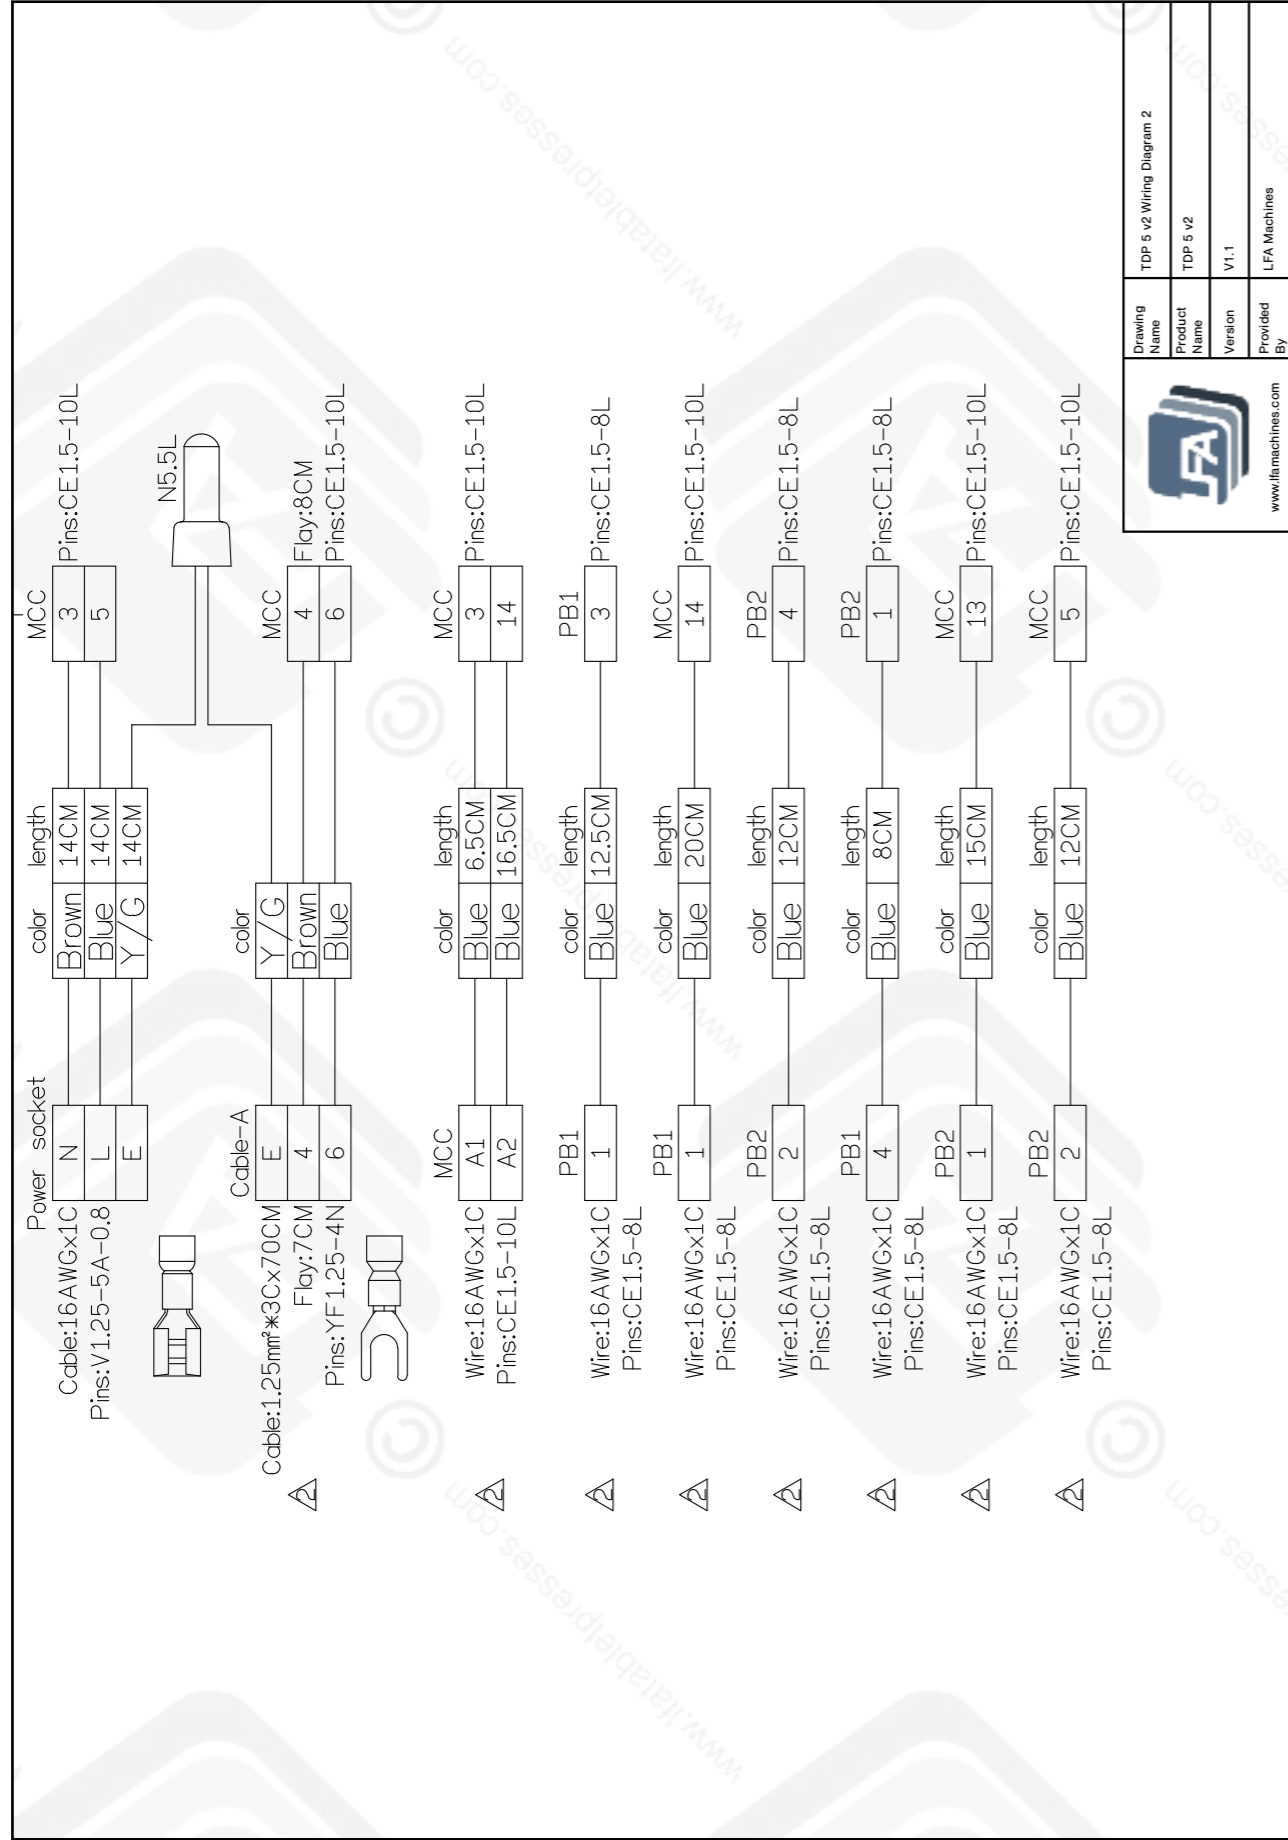 Power socket
color length MCC
Cable:16AWGx1C N Brown 14CM 3 Pins:CE1.5-10L
Pins:V1.25-5A-0.8 L Blue 14CM 5
E Y/G 14CM
N5.5L
Cable-A color MCC
Cable:1.25mm²*3Cx70CM E Y/G
Flay:7CM 4 Brown 4 Flay:8CM
Pins:YF1.25-4N 6 Blue 6 Pins:CE1.5-10L
2
MCC color length MCC
Wire:16AWGx1C A1 Blue 6.5CM 3 Pins:CE1.5-10L
Pins:CE1.5-10L A2 Blue 16.5CM 14
2
PB1 color length PB1
Wire:16AWGx1C 1 Blue 12.5CM 3 Pins:CE1.5-8L
Pins:CE1.5-8L
2
PB1 color length MCC
Wire:16AWGx1C 1 Blue 20CM 14 Pins:CE1.5-10L
Pins:CE1.5-8L
2
PB2 color length PB2
Wire:16AWGx1C 2 Blue 12CM 4 Pins:CE1.5-8L
Pins:CE1.5-8L
2
PB1 color length PB2
Wire:16AWGx1C 4 Blue 8CM 1 Pins:CE1.5-8L
Pins:CE1.5-8L
2
PB2 color length MCC
Wire:16AWGx1C 1 Blue 15CM 13 Pins:CE1.5-10L
Pins:CE1.5-8L
2
PB2 color length MCC
Wire:16AWGx1C 2 Blue 12CM 5 Pins:CE1.5-10L
Pins:CE1.5-8L
2
LFA
www.lfamachines.com
Drawing Name TDP 5 v2 Wiring Diagram 2
Product Name TDP 5 v2
Version V1.1
Provided By LFA Machines
www.lfatabletpresses.com
©